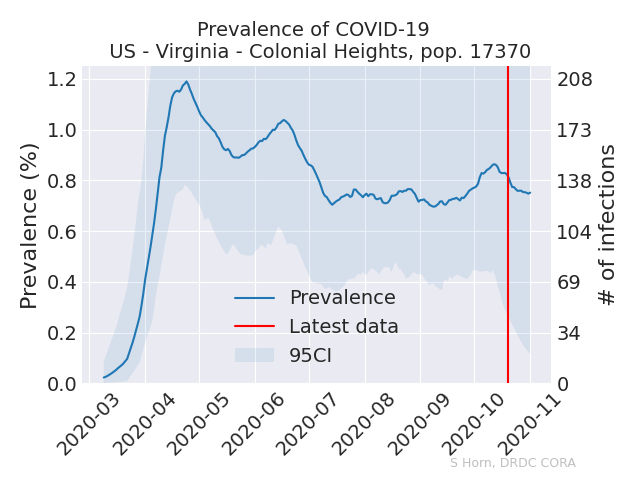 Prevalence of COVID-19
US - Virginia - Colonial Heights, pop. 17370
Prevalence (%)
1.2
1.0
0.8
0.6
0.4
0.2
0.0
208
173
138
104
69
34
0
# of infections
Prevalence
Latest data
95CI
2020-03
2020-04
2020-05
2020-06
2020-07
2020-08
2020-09
2020-10
2020-11
S Horn, DRDC CORA